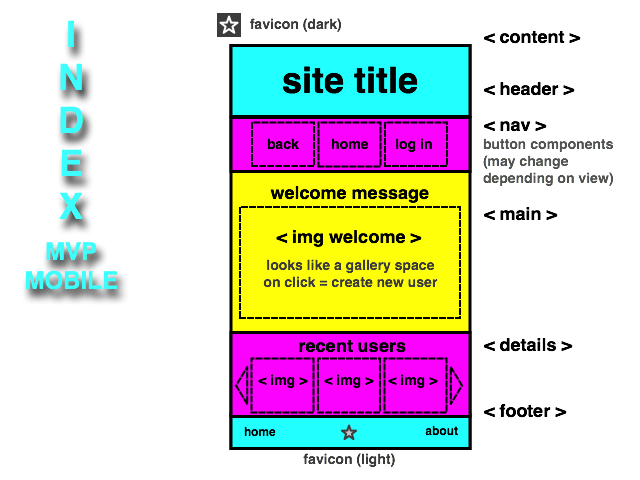 INDEX
MVP
MOBILE
favicon (dark)
site title
back
home
log in
welcome message
< img welcome >
looks like a gallery space
on click = create new user
recent users
< img >
< img >
< img >
home
about
favicon (light)
< content >
< header >
< nav >
button components
(may change
depending on view)
< main >
< details >
< footer >